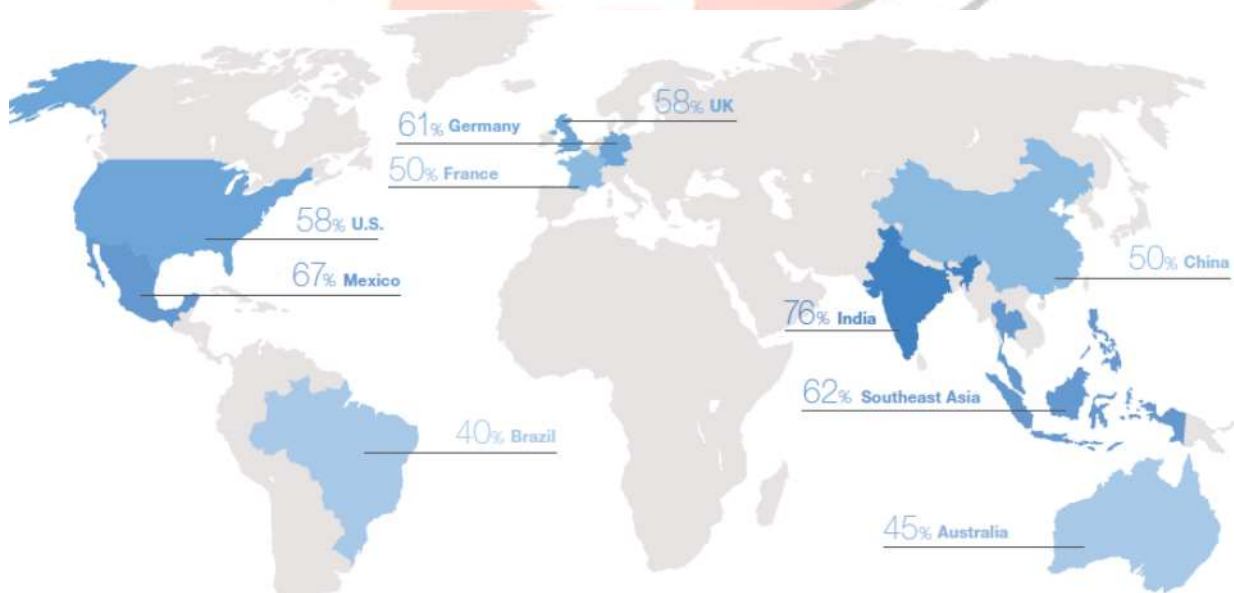 58% UK
61% Germany
50% France
58% U.S.
67% Mexico
50% China
76% India
62% Southeast Asia
40% Brazil
45% Australia